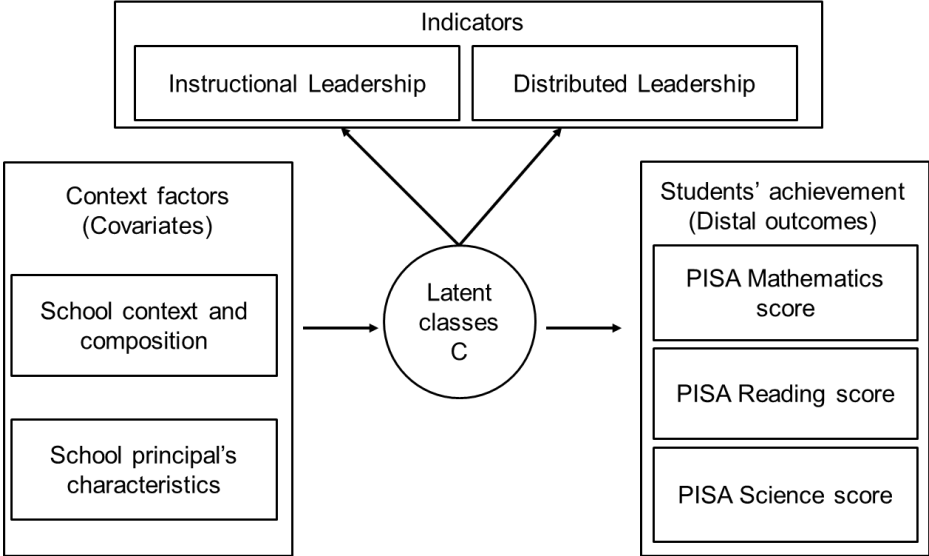 Indicators
Instructional Leadership
Distributed Leadership
Context factors
(Covariates)
School context and
composition
School principal's
characteristics
Latent
classes
C
Students' achievement
(Distal outcomes)
PISA Mathematics
score
PISA Reading score
PISA Science score